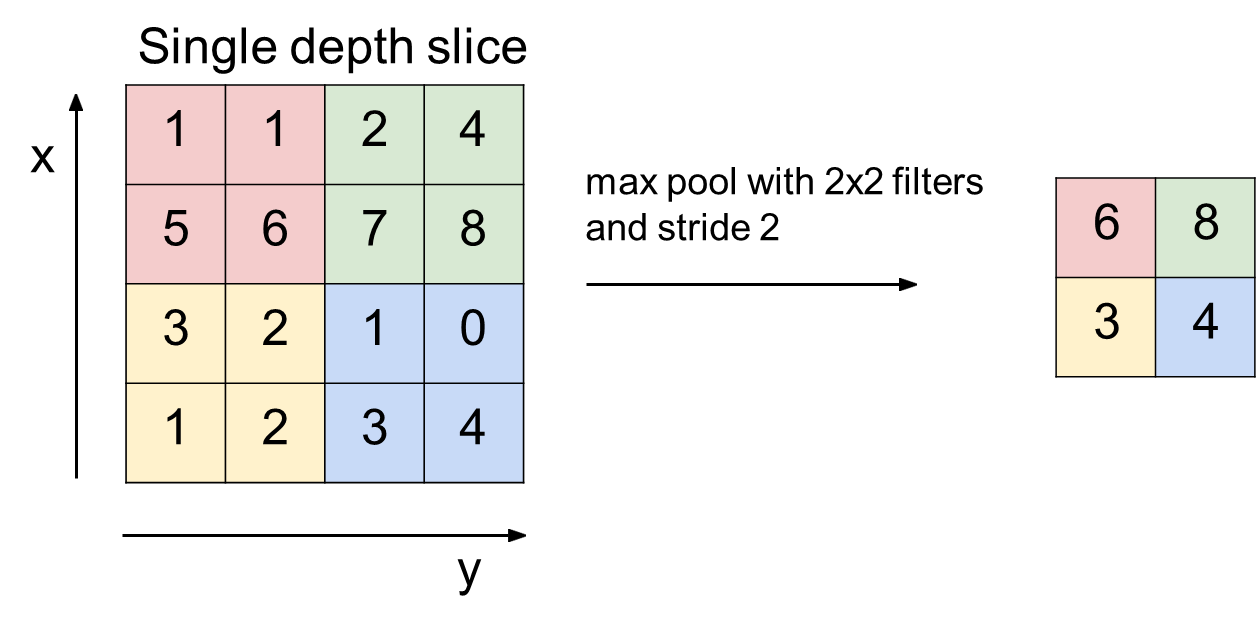 Single depth slice
x
1 1 2 4
5 6 7 8
3 2 1 0
1 2 3 4
y
max pool with 2x2 filters
and stride 2
6 8
3 4